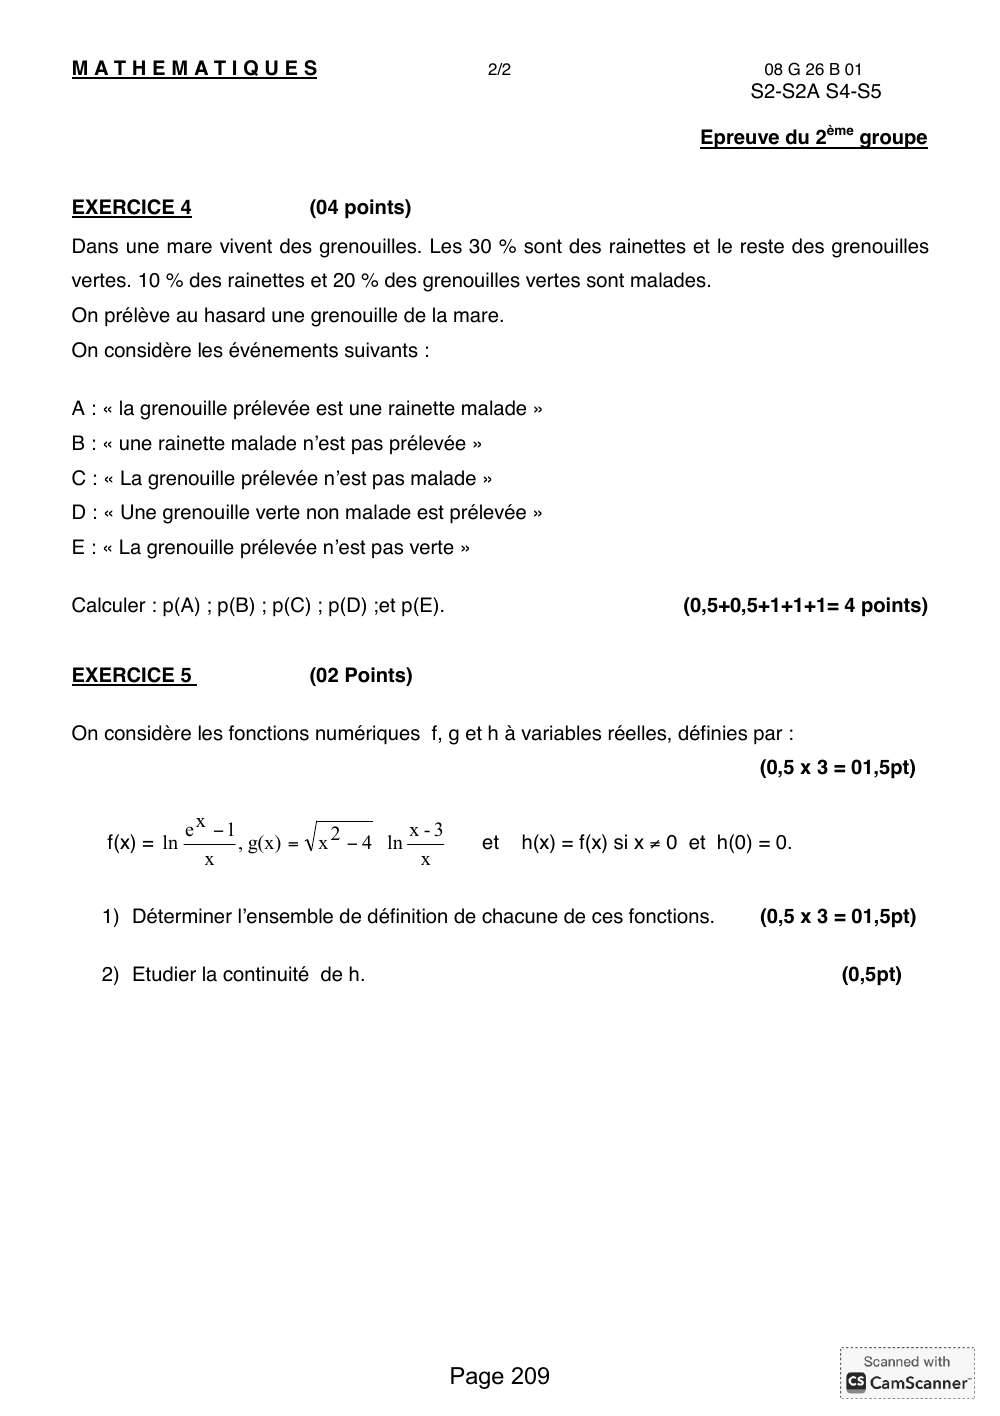 M A T H E M A T I Q U E S 2/2 08 G 26 B 01
S2-S2A S4-S5
Epreuve du 2ème groupe
EXERCICE 4 (04 points)
Dans une mare vivent des grenouilles. Les 30 % sont des rainettes et le reste des grenouilles
vertes. 10 % des rainettes et 20 % des grenouilles vertes sont malades.
On prélève au hasard une grenouille de la mare.
On considère les événements suivants :
A : « la grenouille prélevée est une rainette malade »
B : « une rainette malade n’est pas prélevée »
C : « La grenouille prélevée n’est pas malade »
D : « Une grenouille verte non malade est prélevée »
E : « La grenouille prélevée n’est pas verte »
Calculer : p(A) ; p(B) ; p(C) ; p(D) ;et p(E). (0,5+0,5+1+1+1= 4 points)
EXERCICE 5 (02 Points)
On considère les fonctions numériques f, g et h à variables réelles, définies par :
(0,5 x 3 = 01,5pt)
f(x) = ln (e^x − 1)/x , g(x) = √(x² − 4) ln (x - 3)/x et h(x) = f(x) si x ≠ 0 et h(0) = 0.
1) Déterminer l’ensemble de définition de chacune de ces fonctions. (0,5 x 3 = 01,5pt)
2) Etudier la continuité de h. (0,5pt)
Page 209
Scanned with
CS CamScanner